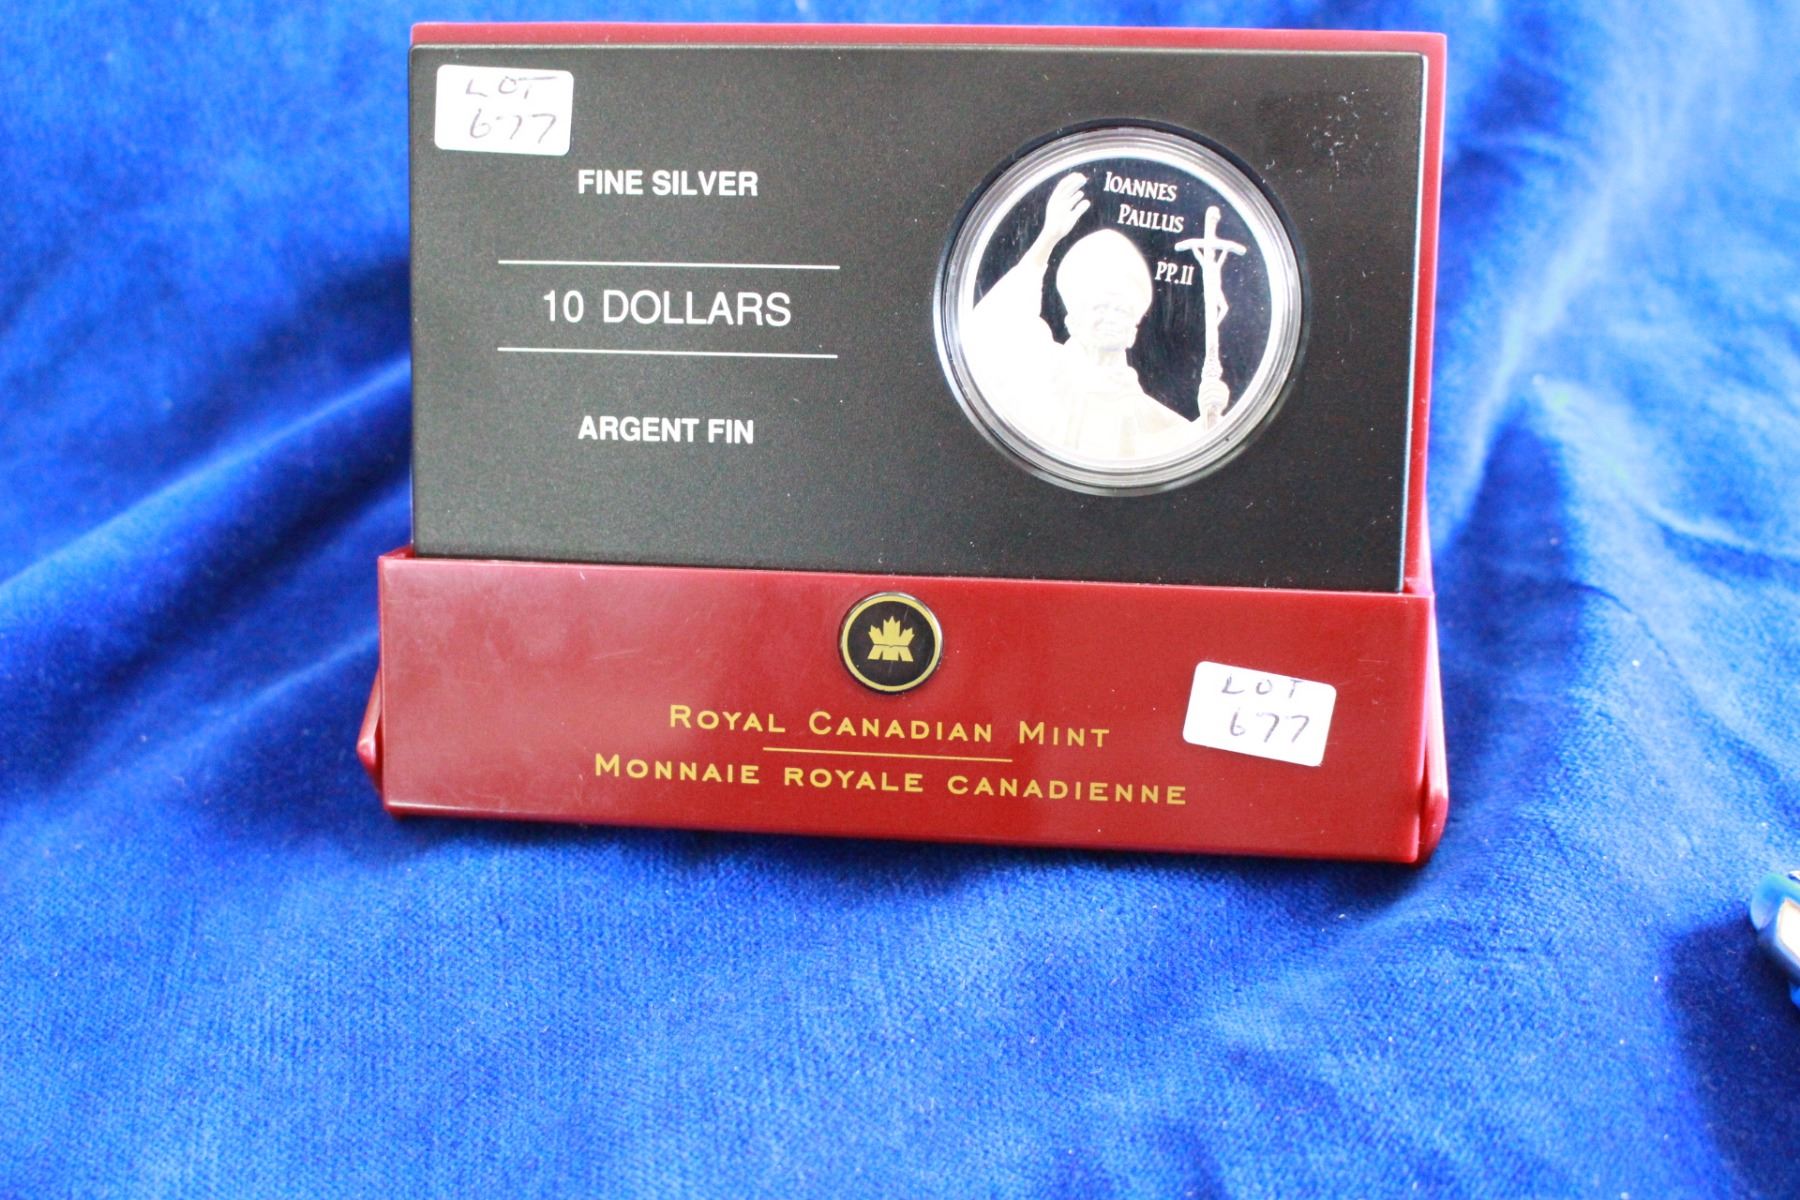 LOT
677
FINE SILVER
10 DOLLARS
ARGENT FIN
IOANNES
PAULUS
PP.II
ROYAL CANADIAN MINT
MONNAIE ROYALE CANADIENNE
LOT
677